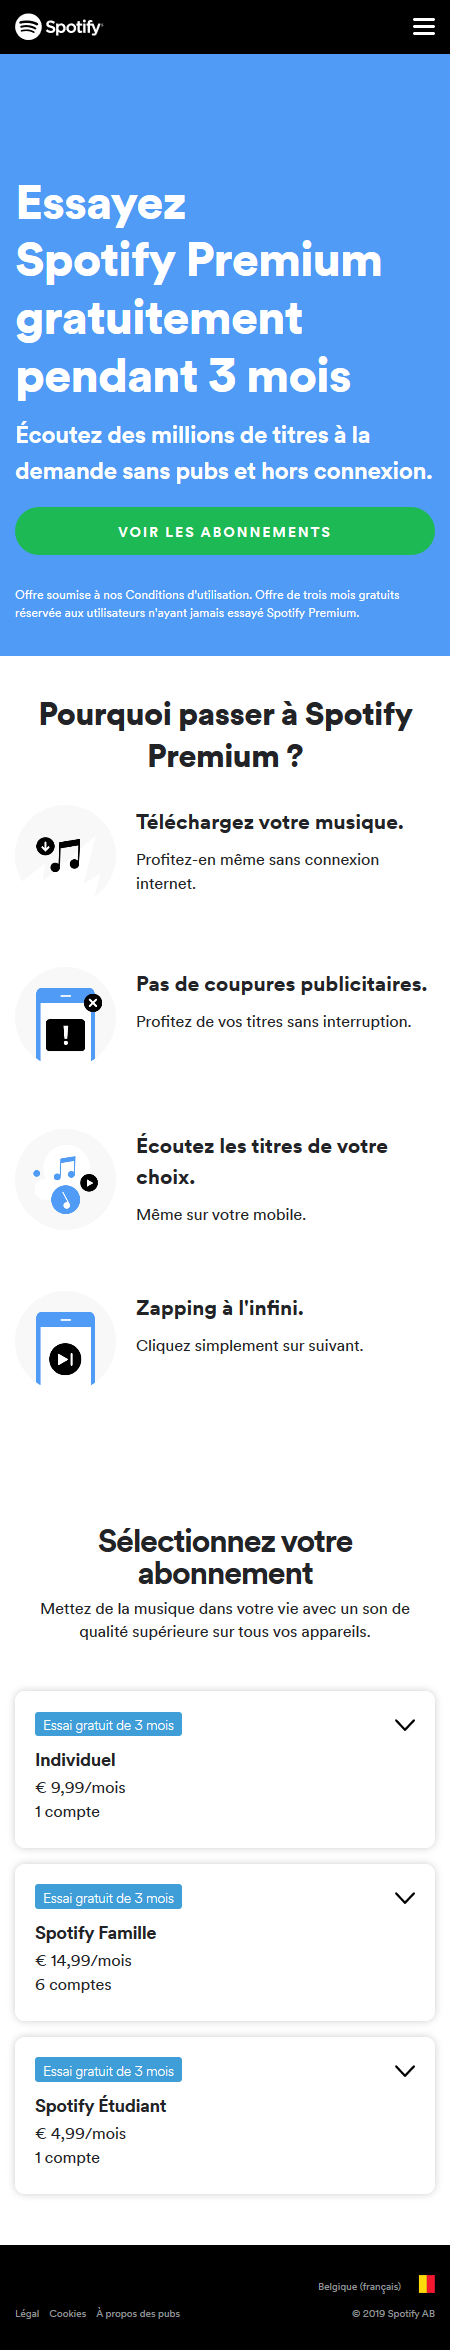 Spotify
Essayez
Spotify Premium
gratuitement
pendant 3 mois
Écoutez des millions de titres à la
demande sans pubs et hors connexion.
VOIR LES ABONNEMENTS
Offre soumise à nos Conditions d'utilisation. Offre de trois mois gratuits
réservée aux utilisateurs n'ayant jamais essayé Spotify Premium.
Pourquoi passer à Spotify
Premium ?
Téléchargez votre musique.
Profitez-en même sans connexion
internet.
Pas de coupures publicitaires.
Profitez de vos titres sans interruption.
Écoutez les titres de votre
choix.
Même sur votre mobile.
Zapping à l'infini.
Cliquez simplement sur suivant.
Sélectionnez votre
abonnement
Mettez de la musique dans votre vie avec un son de
qualité supérieure sur tous vos appareils.
Essai gratuit de 3 mois
Individuel
€ 9,99/mois
1 compte
Essai gratuit de 3 mois
Spotify Famille
€ 14,99/mois
6 comptes
Essai gratuit de 3 mois
Spotify Étudiant
€ 4,99/mois
1 compte
Belgique (français)
Légal Cookies À propos des pubs © 2019 Spotify AB